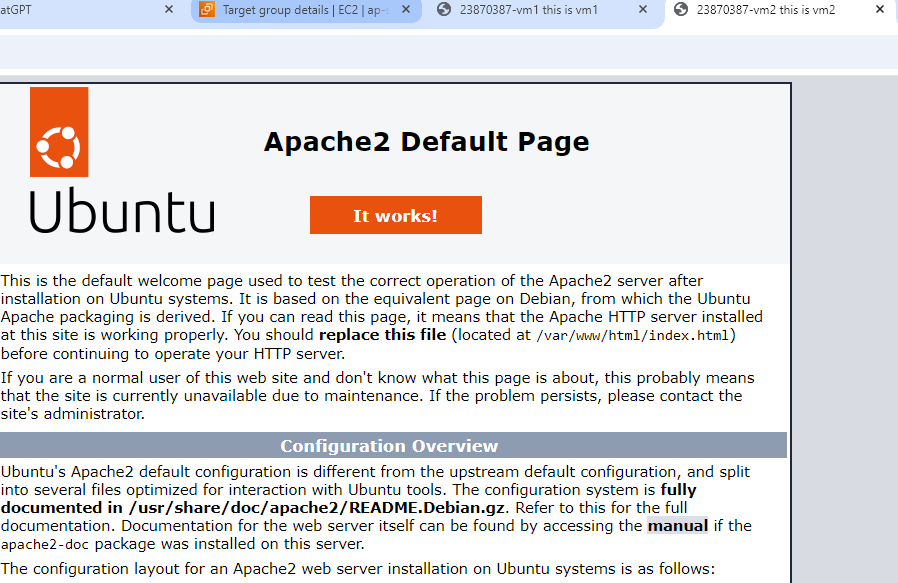 atGPT
Target group details | EC2 | ap-
23870387-vm1 this is vm1
23870387-vm2 this is vm2
Apache2 Default Page
Ubuntu
It works!
This is the default welcome page used to test the correct operation of the Apache2 server after
installation on Ubuntu systems. It is based on the equivalent page on Debian, from which the Ubuntu
Apache packaging is derived. If you can read this page, it means that the Apache HTTP server installed
at this site is working properly. You should replace this file (located at /var/www/html/index.html)
before continuing to operate your HTTP server.
If you are a normal user of this web site and don't know what this page is about, this probably means
that the site is currently unavailable due to maintenance. If the problem persists, please contact the
site's administrator.
Configuration Overview
Ubuntu's Apache2 default configuration is different from the upstream default configuration, and split
into several files optimized for interaction with Ubuntu tools. The configuration system is fully
documented in /usr/share/doc/apache2/README.Debian.gz. Refer to this for the full
documentation. Documentation for the web server itself can be found by accessing the manual if the
apache2-doc package was installed on this server.
The configuration layout for an Apache2 web server installation on Ubuntu systems is as follows: